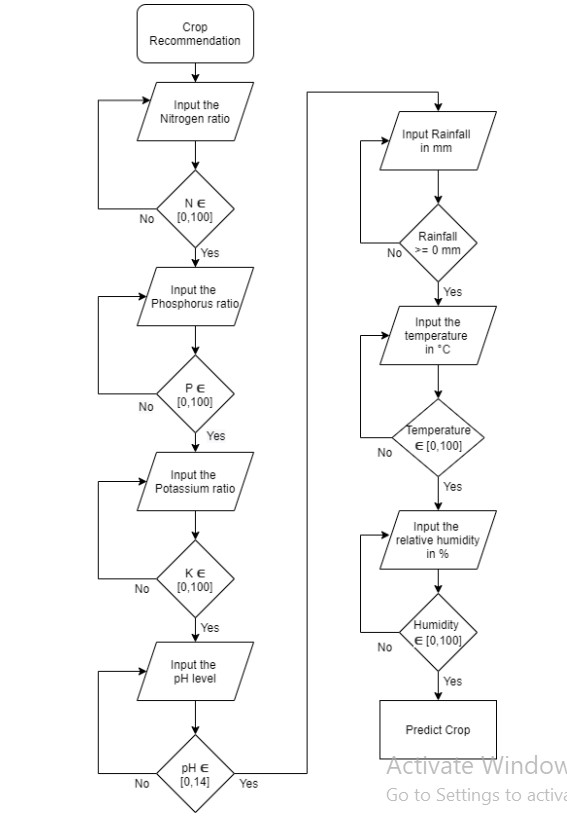 Crop
Recommendation
Input the
Nitrogen ratio
N ∈
[0,100]
No
Yes
Input the
Phosphorus ratio
P ∈
[0,100]
No
Yes
Input the
Potassium ratio
K ∈
[0,100]
No
Yes
Input the
pH level
pH ∈
[0,14]
No
Yes
Input Rainfall
in mm
Rainfall
>= 0 mm
No
Yes
Input the
temperature
in °C
Temperature
∈ [0,100]
No
Yes
Input the
relative humidity
in %
Humidity
∈ [0,100]
No
Yes
Predict Crop
Activate Window
Go to Settings to activa